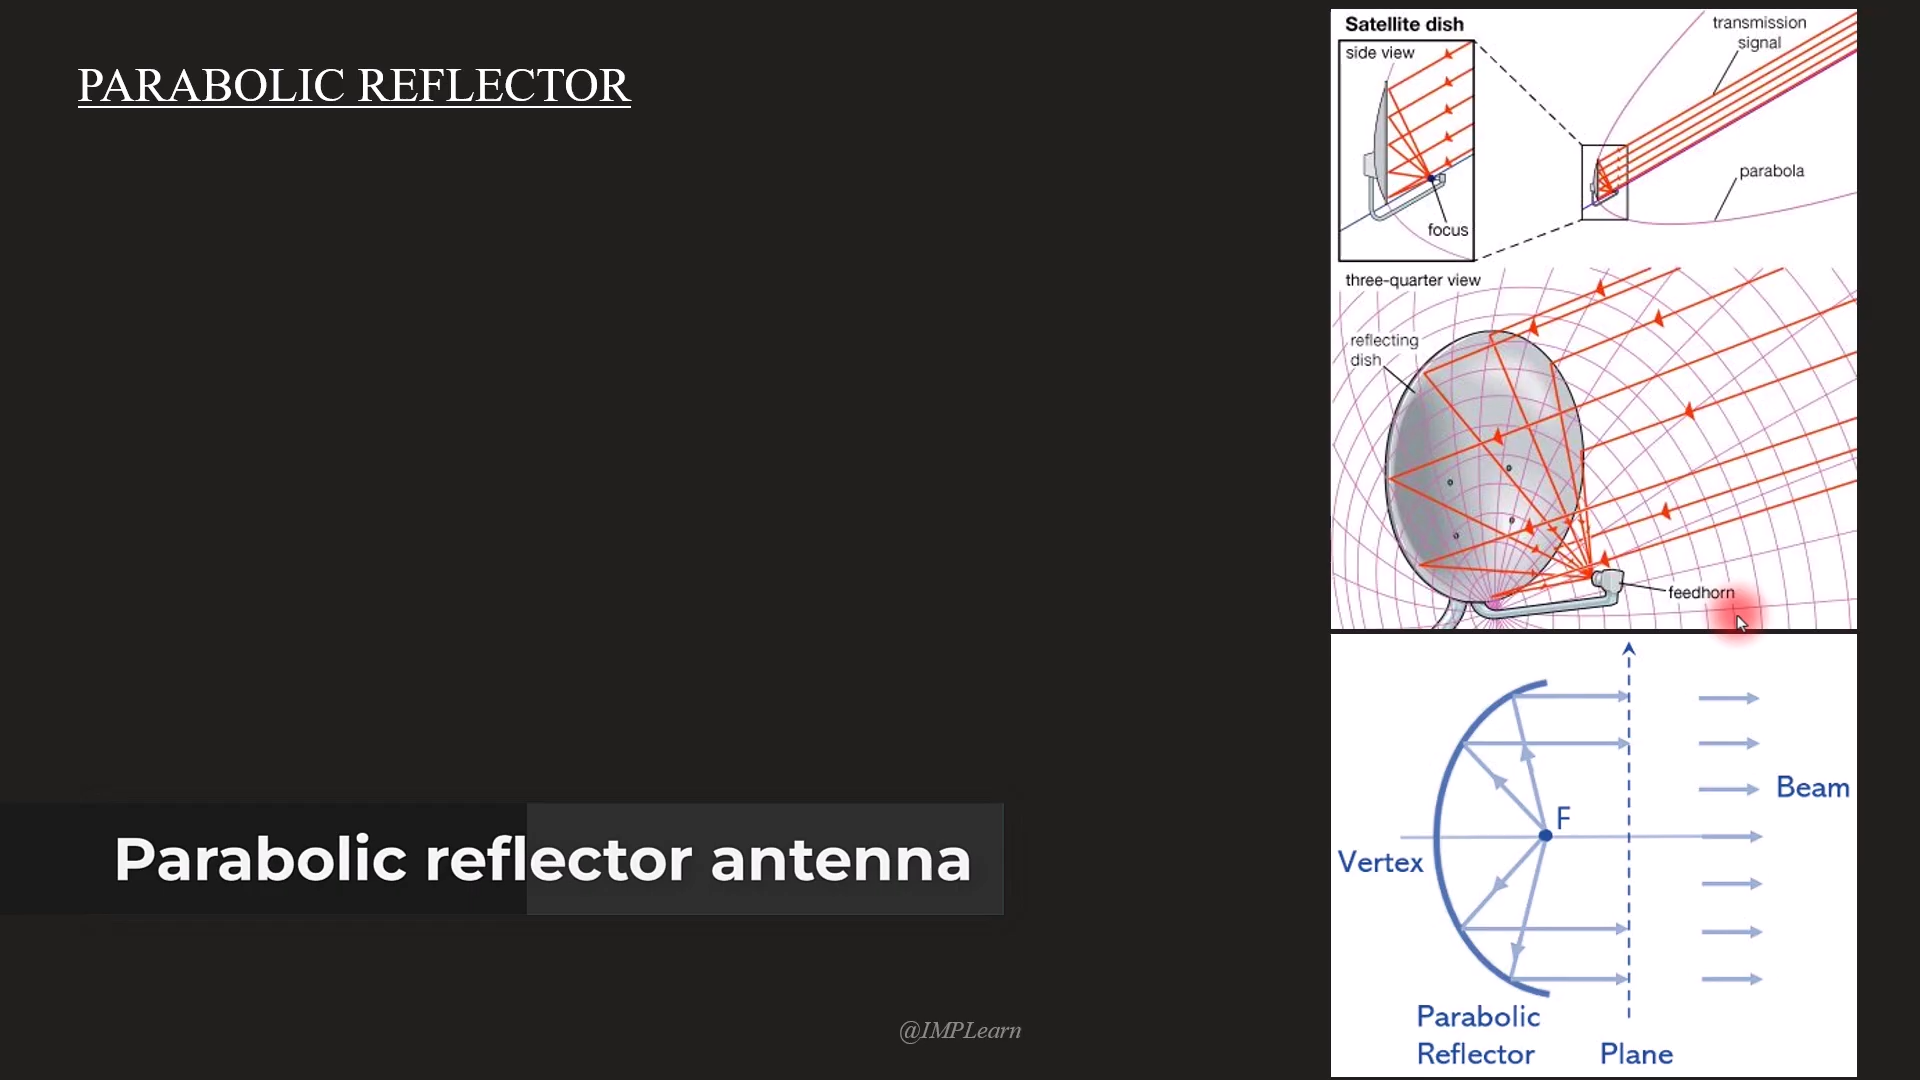 PARABOLIC REFLECTOR
Satellite dish
side view
transmission
signal
parabola
focus
three-quarter view
reflecting
dish
feedhorn
Parabolic reflector antenna
F
Beam
Vertex
Parabolic
Reflector
Plane
@IMPLearn